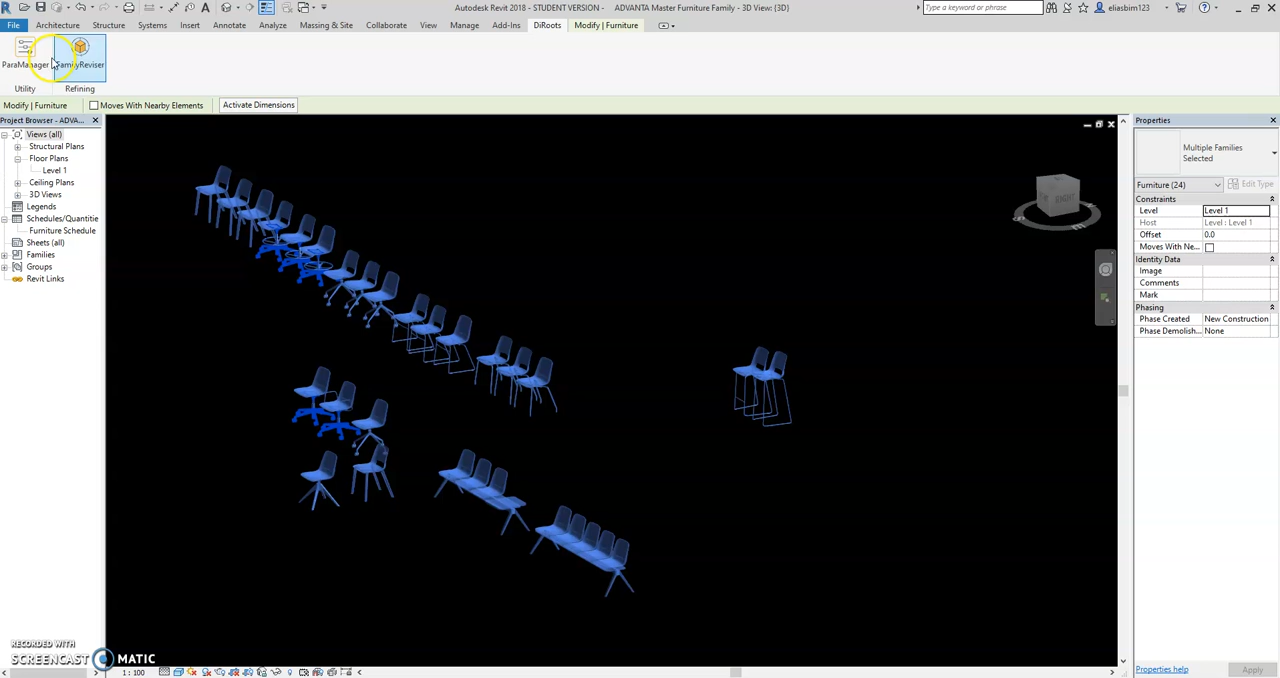 Autodesk Revit 2018 - STUDENT VERSION - ADVANTA Master Furniture Family - 3D View: {3D}
Type a keyword or phrase
eliasbim123
File
Architecture
Structure
Systems
Insert
Annotate
Analyze
Massing & Site
Collaborate
View
Manage
Add-Ins
DiRoots
Modify | Furniture
ParaManager
FamilyReviser
Utility
Refining
Modify | Furniture
Moves With Nearby Elements
Activate Dimensions
Project Browser - ADVA...
Properties
Views (all)
Structural Plans
Floor Plans
Level 1
Ceiling Plans
3D Views
Legends
Schedules/Quantitie
Furniture Schedule
Sheets (all)
Families
Groups
Revit Links
RIGHT
Multiple Families
Selected
Furniture (24)
Edit Type
Constraints
Level
Level 1
Host
Level : Level 1
Offset
0.0
Moves With Ne...
Identity Data
Image
Comments
Mark
Phasing
Phase Created
New Construction
Phase Demolish...
None
RECORDED WITH
SCREENCAST MATIC
1 : 100
Properties help
Apply